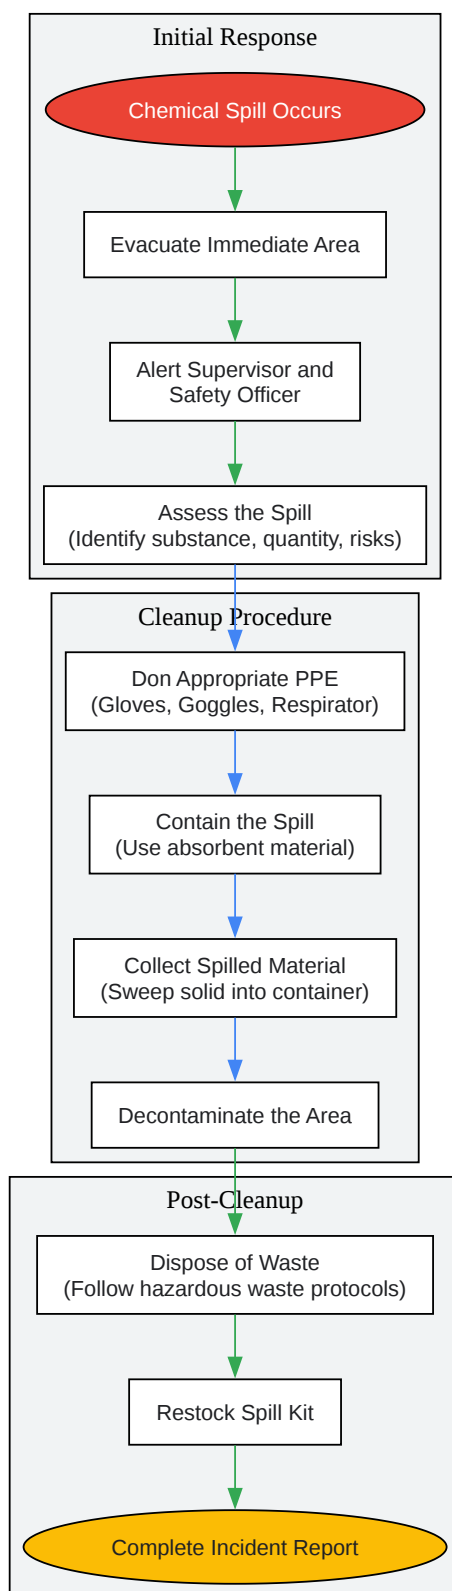 Initial Response
Chemical Spill Occurs
Evacuate Immediate Area
Alert Supervisor and
Safety Officer
Assess the Spill
(Identify substance, quantity, risks)
Cleanup Procedure
Don Appropriate PPE
(Gloves, Goggles, Respirator)
Contain the Spill
(Use absorbent material)
Collect Spilled Material
(Sweep solid into container)
Decontaminate the Area
Post-Cleanup
Dispose of Waste
(Follow hazardous waste protocols)
Restock Spill Kit
Complete Incident Report